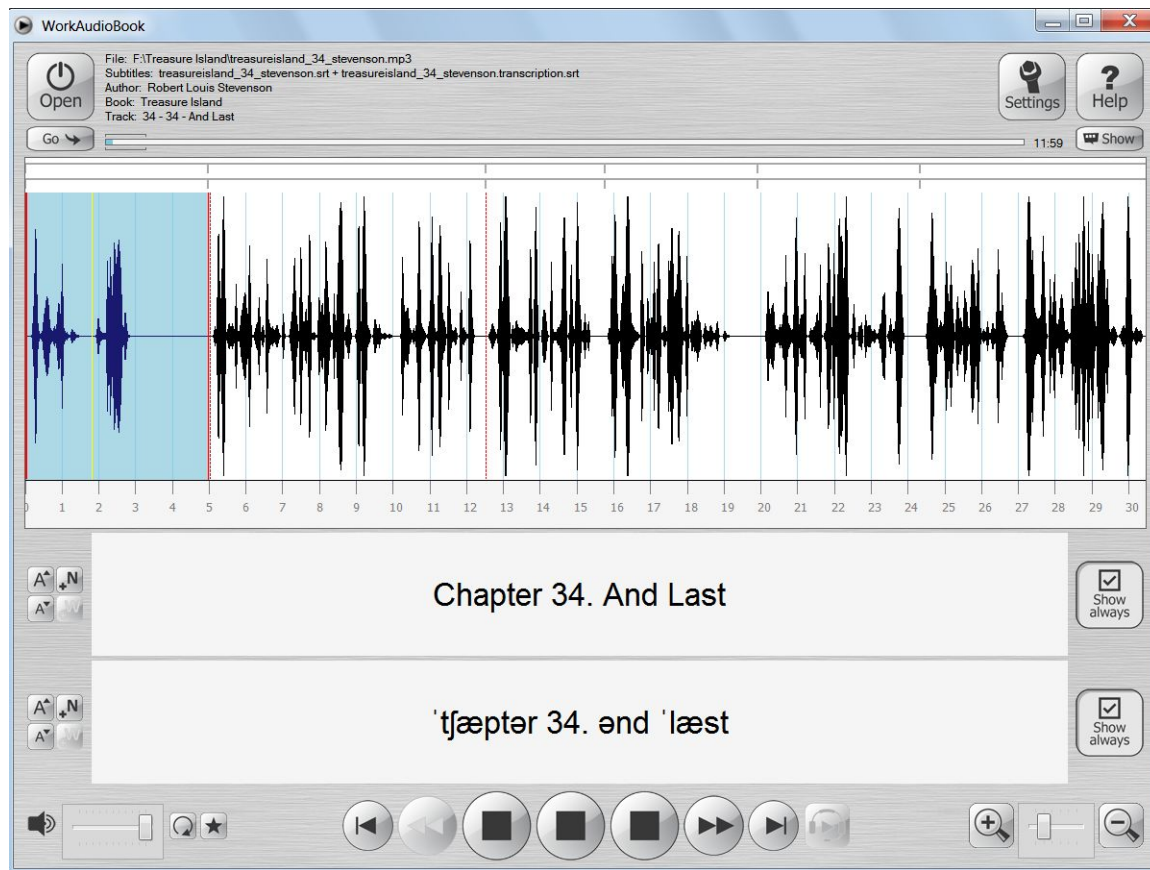 WorkAudioBook
File: F:\Treasure Island\treasureisland_34_stevenson.mp3
Subtitles: treasureisland_34_stevenson.srt + treasureisland_34_stevenson.transcription.srt
Author: Robert Louis Stevenson
Book: Treasure Island
Track: 34 - 34 - And Last
Open
Settings
Help
Go
11:59
Show
0 1 2 3 4 5 6 7 8 9 10 11 12 13 14 15 16 17 18 19 20 21 22 23 24 25 26 27 28 29 30
A +N
A W
Chapter 34. And Last
Show
always
A +N
A W
ˈtʃæptər 34. ənd ˈlæst
Show
always